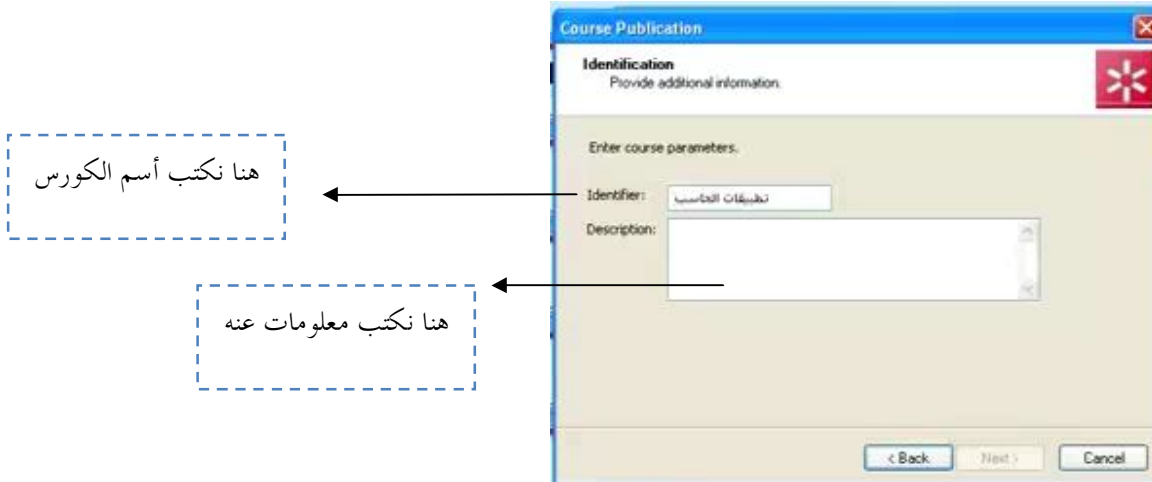 Course Publication
Identification
Provide additional information.
Enter course parameters.
هنا نكتب أسم الكورس
Identifier: تطبيقات الحاسب
Description:
هنا نكتب معلومات عنه
< Back
Next >
Cancel